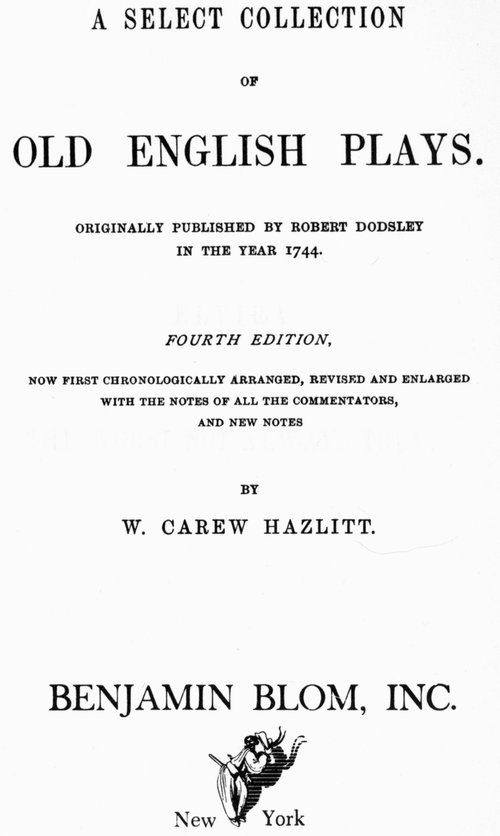 A SELECT COLLECTION
OF
OLD ENGLISH PLAYS.
ORIGINALLY PUBLISHED BY ROBERT DODSLEY
IN THE YEAR 1744.
FOURTH EDITION,
NOW FIRST CHRONOLOGICALLY ARRANGED, REVISED AND ENLARGED
WITH THE NOTES OF ALL THE COMMENTATORS,
AND NEW NOTES
BY
W. CAREW HAZLITT.
BENJAMIN BLOM, INC.
New York